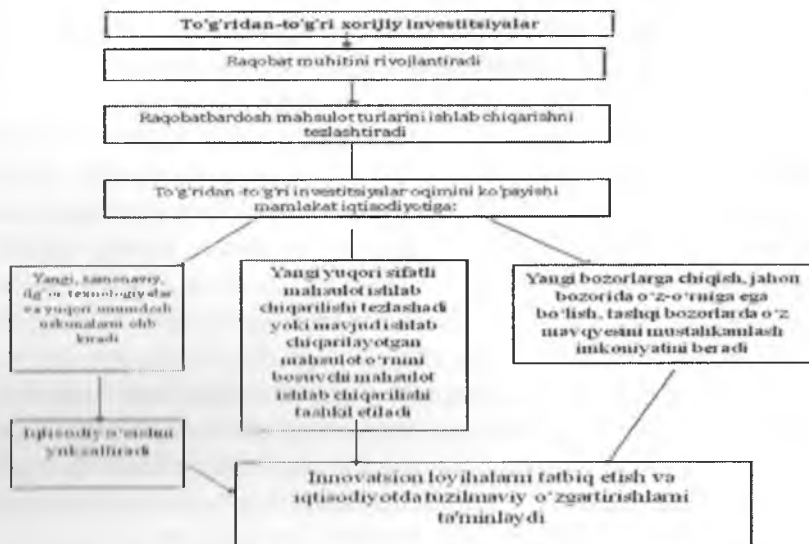 To'g'ridan-to'g'ri xorijiy investitsiyalar
Raqobat muhitini rivojlantiradi
Raqobatbardosh mahsulot turlarini ishlab chiqarishni
tezlashtiradi
To'g'ridan-to'g'ri investitsiyalar oqimini ko'payishi
mamlakat iqtisodiyotiga:
Yangi, zamonaviy,
ilg'or texnologiyalar
va yuqori unumdorli
uskunalarni olib
kiradi
Yangi yuqori sifatli
mahsulot ishlab
chiqarilishi tezlashadi
yoki mavjud ishlab
chiqarilayotgan
mahsulot o'rnini
bosuvchi mahsulot
ishlab chiqarilishi
tashkil etiladi
Yangi bozorlarga chiqish, jahon
bozorida o'z-o'rniga ega
bo'lish, tashqi bozorlarda o'z
mavqyesini mustahkamlash
imkoniyatini beradi
Iqtisodiy o'sishni
yuksaltiradi
Innovatsion loyihalarni tatbiq etish va
iqtisodiyotda tuzilmaviy o'zgartirishlarni
ta'minlaydi